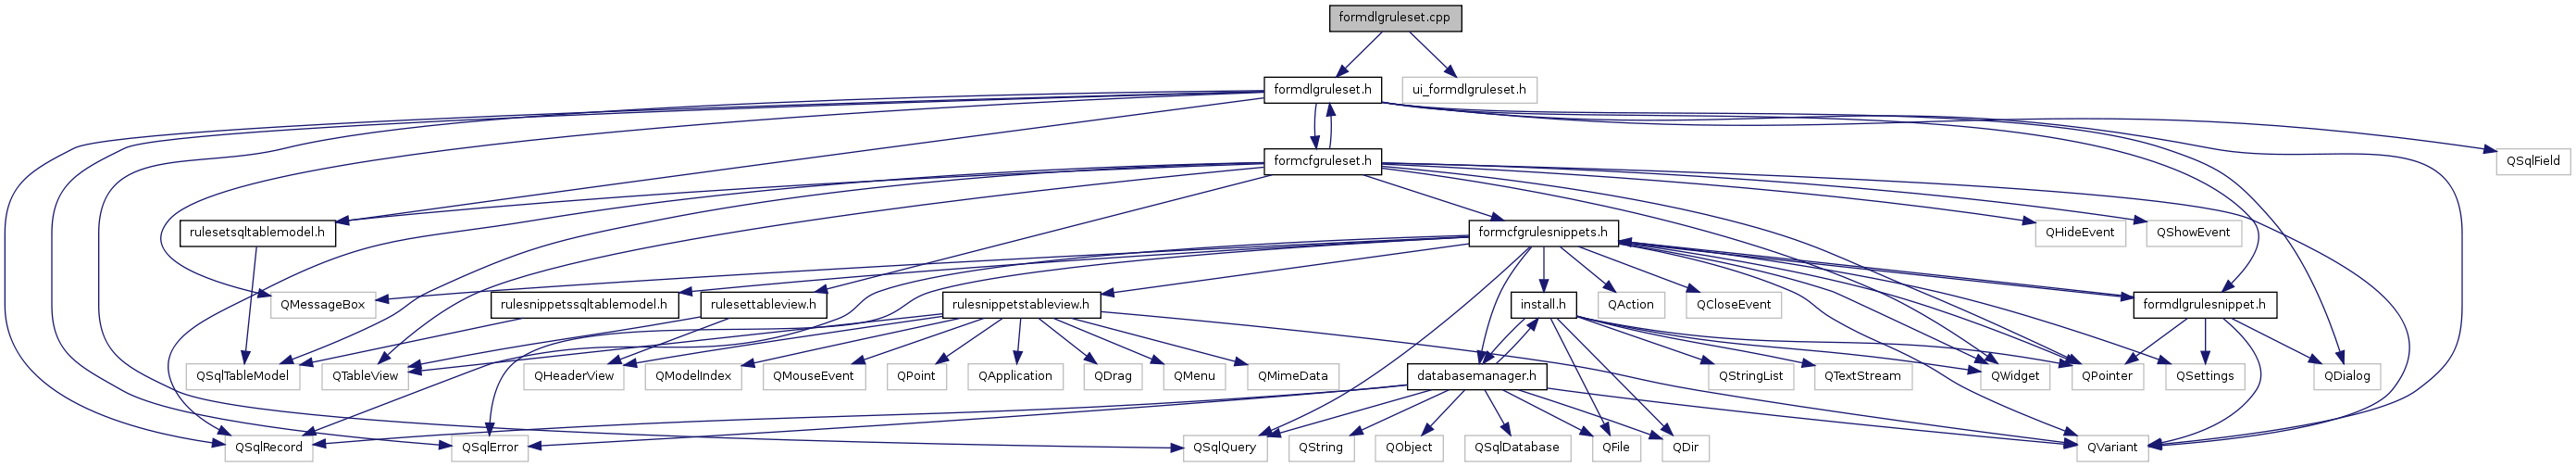 formdlgruleset.cpp
formdlgruleset.h
ui_formdlgruleset.h
formcfgruleset.h
QSqlField
rulesetsqltablemodel.h
formcfgrulesnippets.h
QHideEvent
QShowEvent
QMessageBox
rulesnippetssqltablemodel.h
rulesettableview.h
rulesnippetstableview.h
install.h
QAction
QCloseEvent
formdlgrulesnippet.h
QSqlTableModel
QTableView
QHeaderView
QModelIndex
QMouseEvent
QPoint
QApplication
QDrag
QMenu
QMimeData
databasemanager.h
QStringList
QTextStream
QWidget
QPointer
QSettings
QDialog
QSqlRecord
QSqlError
QSqlQuery
QString
QObject
QSqlDatabase
QFile
QDir
QVariant